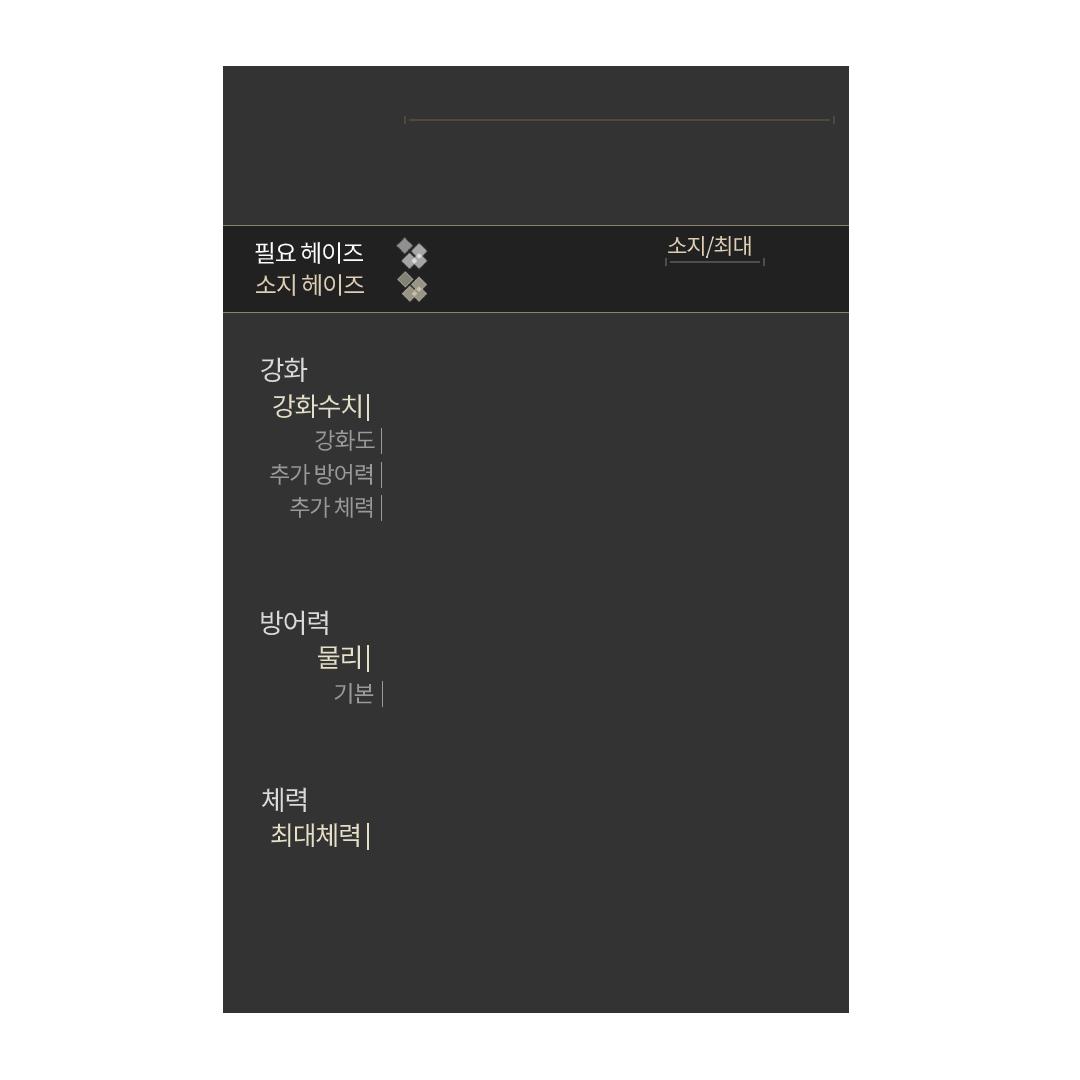 필요 헤이즈
소지/최대
소지 헤이즈
강화
강화수치
강화도
추가 방어력
추가 체력
방어력
물리
기본
체력
최대체력